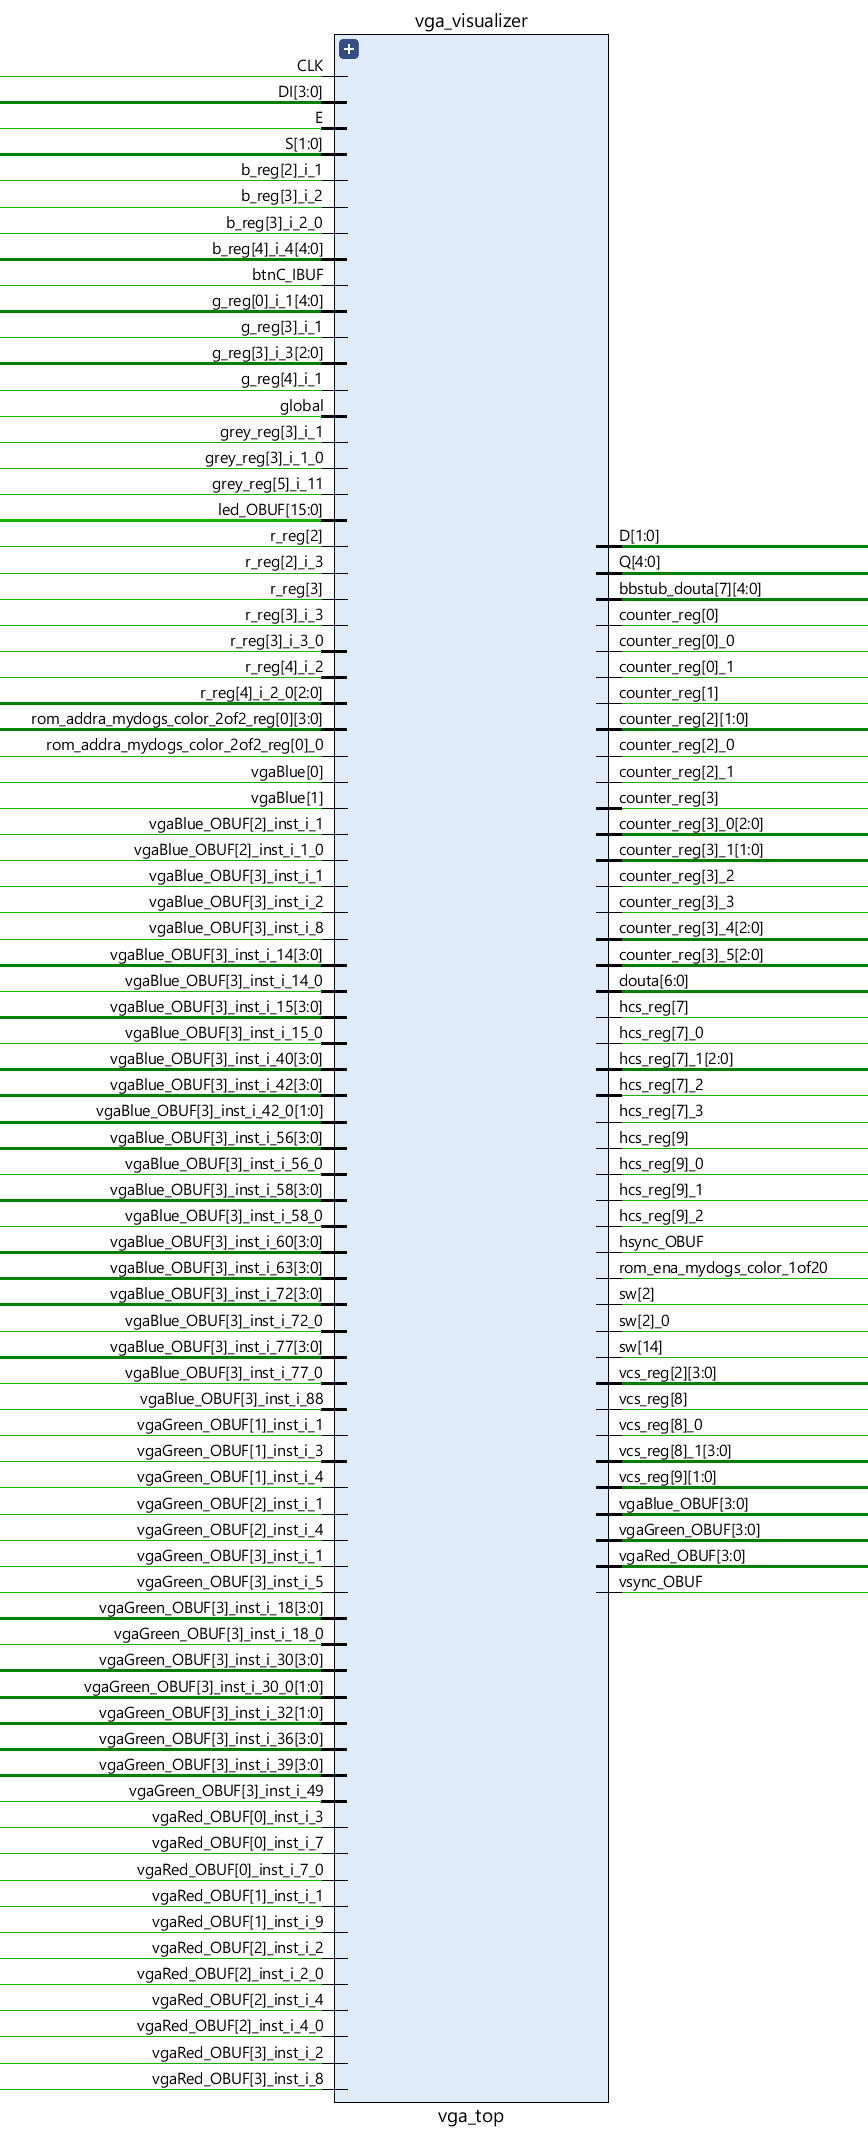 vga_visualizer
CLK
DI[3:0]
E
S[1:0]
b_reg[2]_i_1
b_reg[3]_i_2
b_reg[3]_i_2_0
b_reg[4]_i_4[4:0]
btnC_IBUF
g_reg[0]_i_1[4:0]
g_reg[3]_i_1
g_reg[3]_i_3[2:0]
g_reg[4]_i_1
global
grey_reg[3]_i_1
grey_reg[3]_i_1_0
grey_reg[5]_i_11
led_OBUF[15:0]
r_reg[2]
r_reg[2]_i_3
r_reg[3]
r_reg[3]_i_3
r_reg[3]_i_3_0
r_reg[4]_i_2
r_reg[4]_i_2_0[2:0]
rom_addra_mydogs_color_2of2_reg[0][3:0]
rom_addra_mydogs_color_2of2_reg[0]_0
vgaBlue[0]
vgaBlue[1]
vgaBlue_OBUF[2]_inst_i_1
vgaBlue_OBUF[2]_inst_i_1_0
vgaBlue_OBUF[3]_inst_i_1
vgaBlue_OBUF[3]_inst_i_2
vgaBlue_OBUF[3]_inst_i_8
vgaBlue_OBUF[3]_inst_i_14[3:0]
vgaBlue_OBUF[3]_inst_i_14_0
vgaBlue_OBUF[3]_inst_i_15[3:0]
vgaBlue_OBUF[3]_inst_i_15_0
vgaBlue_OBUF[3]_inst_i_40[3:0]
vgaBlue_OBUF[3]_inst_i_42[3:0]
vgaBlue_OBUF[3]_inst_i_42_0[1:0]
vgaBlue_OBUF[3]_inst_i_56[3:0]
vgaBlue_OBUF[3]_inst_i_56_0
vgaBlue_OBUF[3]_inst_i_58[3:0]
vgaBlue_OBUF[3]_inst_i_58_0
vgaBlue_OBUF[3]_inst_i_60[3:0]
vgaBlue_OBUF[3]_inst_i_63[3:0]
vgaBlue_OBUF[3]_inst_i_72[3:0]
vgaBlue_OBUF[3]_inst_i_72_0
vgaBlue_OBUF[3]_inst_i_77[3:0]
vgaBlue_OBUF[3]_inst_i_77_0
vgaBlue_OBUF[3]_inst_i_88
vgaGreen_OBUF[1]_inst_i_1
vgaGreen_OBUF[1]_inst_i_3
vgaGreen_OBUF[1]_inst_i_4
vgaGreen_OBUF[2]_inst_i_1
vgaGreen_OBUF[2]_inst_i_4
vgaGreen_OBUF[3]_inst_i_1
vgaGreen_OBUF[3]_inst_i_5
vgaGreen_OBUF[3]_inst_i_18[3:0]
vgaGreen_OBUF[3]_inst_i_18_0
vgaGreen_OBUF[3]_inst_i_30[3:0]
vgaGreen_OBUF[3]_inst_i_30_0[1:0]
vgaGreen_OBUF[3]_inst_i_32[1:0]
vgaGreen_OBUF[3]_inst_i_36[3:0]
vgaGreen_OBUF[3]_inst_i_39[3:0]
vgaGreen_OBUF[3]_inst_i_49
vgaRed_OBUF[0]_inst_i_3
vgaRed_OBUF[0]_inst_i_7
vgaRed_OBUF[0]_inst_i_7_0
vgaRed_OBUF[1]_inst_i_1
vgaRed_OBUF[1]_inst_i_9
vgaRed_OBUF[2]_inst_i_2
vgaRed_OBUF[2]_inst_i_2_0
vgaRed_OBUF[2]_inst_i_4
vgaRed_OBUF[2]_inst_i_4_0
vgaRed_OBUF[3]_inst_i_2
vgaRed_OBUF[3]_inst_i_8
D[1:0]
Q[4:0]
bbstub_douta[7][4:0]
counter_reg[0]
counter_reg[0]_0
counter_reg[0]_1
counter_reg[1]
counter_reg[2][1:0]
counter_reg[2]_0
counter_reg[2]_1
counter_reg[3]
counter_reg[3]_0[2:0]
counter_reg[3]_1[1:0]
counter_reg[3]_2
counter_reg[3]_3
counter_reg[3]_4[2:0]
counter_reg[3]_5[2:0]
douta[6:0]
hcs_reg[7]
hcs_reg[7]_0
hcs_reg[7]_1[2:0]
hcs_reg[7]_2
hcs_reg[7]_3
hcs_reg[9]
hcs_reg[9]_0
hcs_reg[9]_1
hcs_reg[9]_2
hsync_OBUF
rom_ena_mydogs_color_1of20
sw[2]
sw[2]_0
sw[14]
vcs_reg[2][3:0]
vcs_reg[8]
vcs_reg[8]_0
vcs_reg[8]_1[3:0]
vcs_reg[9][1:0]
vgaBlue_OBUF[3:0]
vgaGreen_OBUF[3:0]
vgaRed_OBUF[3:0]
vsync_OBUF
vga_top